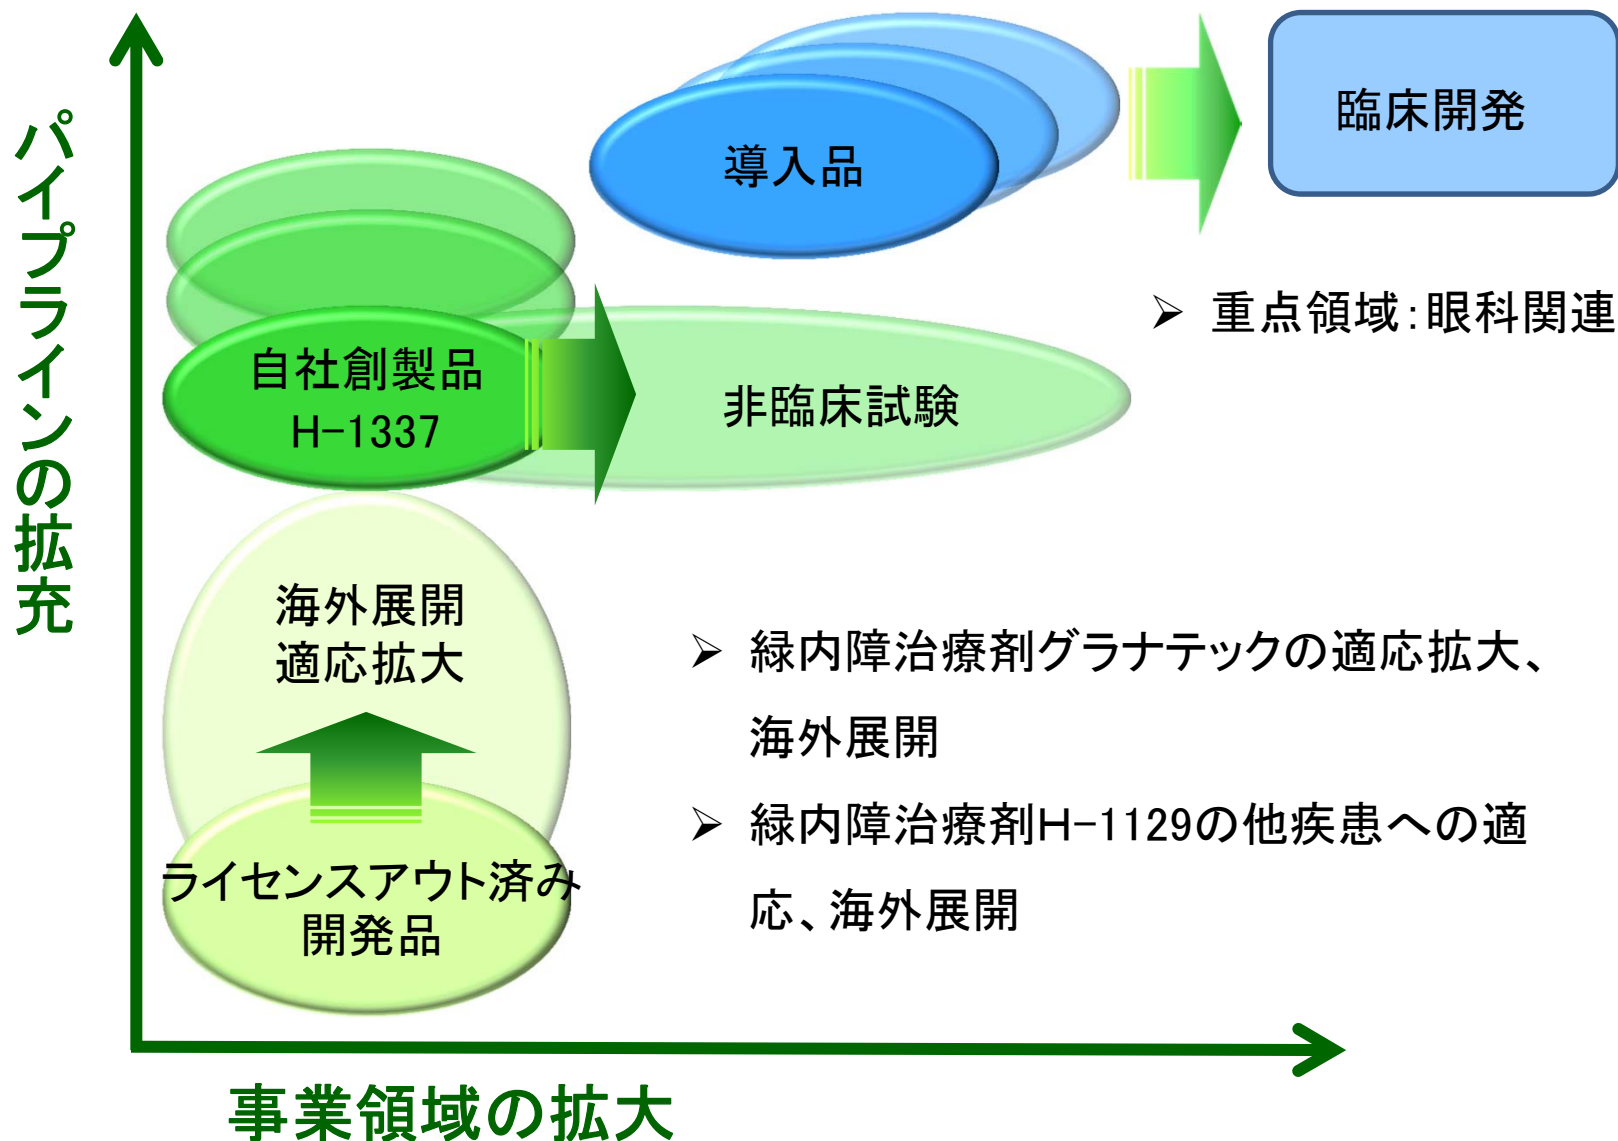 パイプラインの拡充
導入品
臨床開発
➢ 重点領域：眼科関連
自社創製品
H-1337
非臨床試験
海外展開
適応拡大
ライセンスアウト済み
開発品
➢ 緑内障治療剤グラナテックの適応拡大、
海外展開
➢ 緑内障治療剤H-1129の他疾患への適
応、海外展開
事業領域の拡大